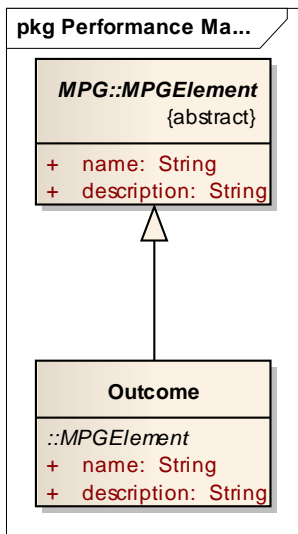 pkg Performance Ma...
MPG::MPGElement
{abstract}
+ name: String
+ description: String
Outcome
::MPGElement
+ name: String
+ description: String